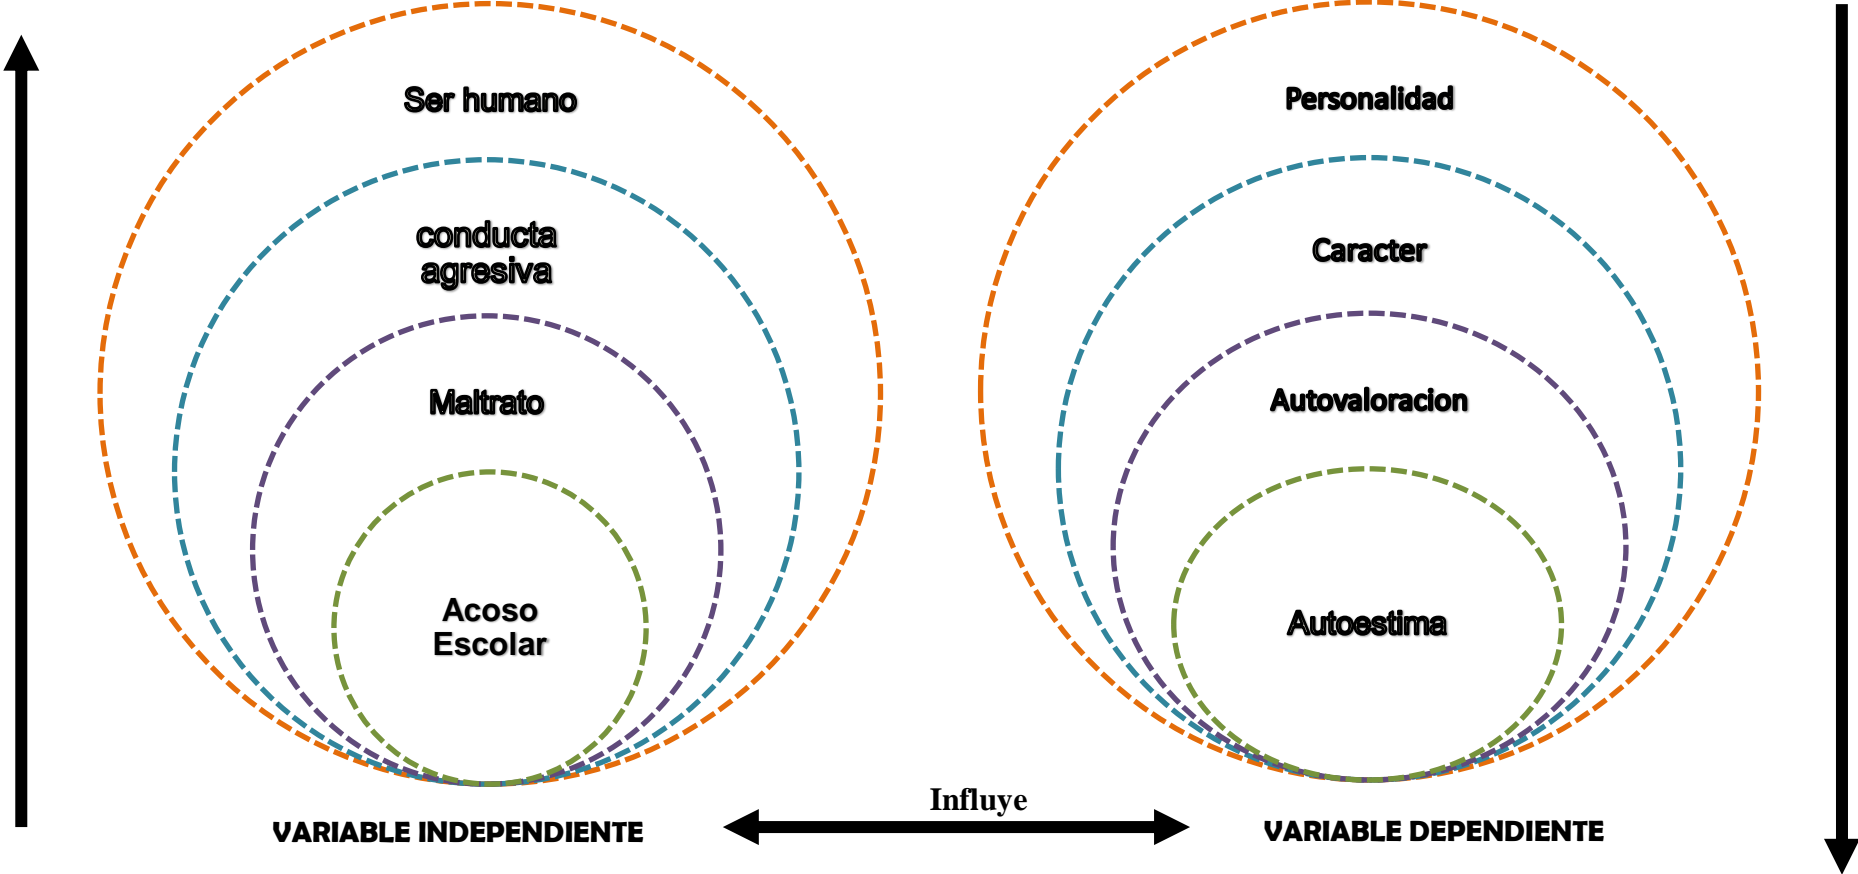 Ser humano
conducta
agresiva
Maltrato
Acoso
Escolar
VARIABLE INDEPENDIENTE
Influye
Personalidad
Caracter
Autovaloracion
Autoestima
VARIABLE DEPENDIENTE